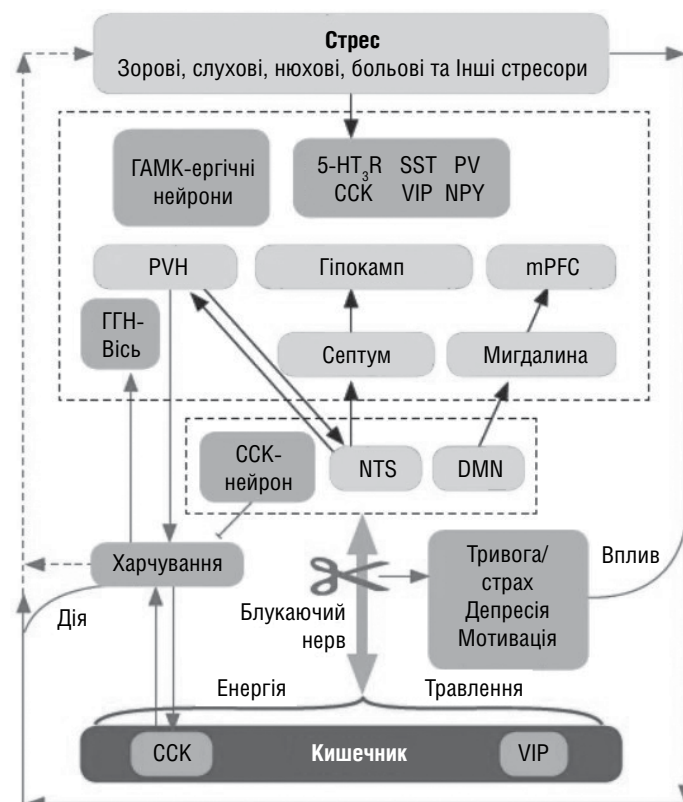 Стрес
Зорові, слухові, нюхові, больові та Інші стресори
ГАМК-ергічні
нейрони
5-HT₃R SST PV
CCK VIP NPY
PVH
Гіпокамп
mPFC
ГГН-
Вісь
Септум
Мигдалина
ССК-
нейрон
NTS
DMN
Харчування
Дія
Блукаючий
нерв
Тривога/
страх
Депресія
Мотивація
Вплив
Енергія
Травлення
CCK
Кишечник
VIP